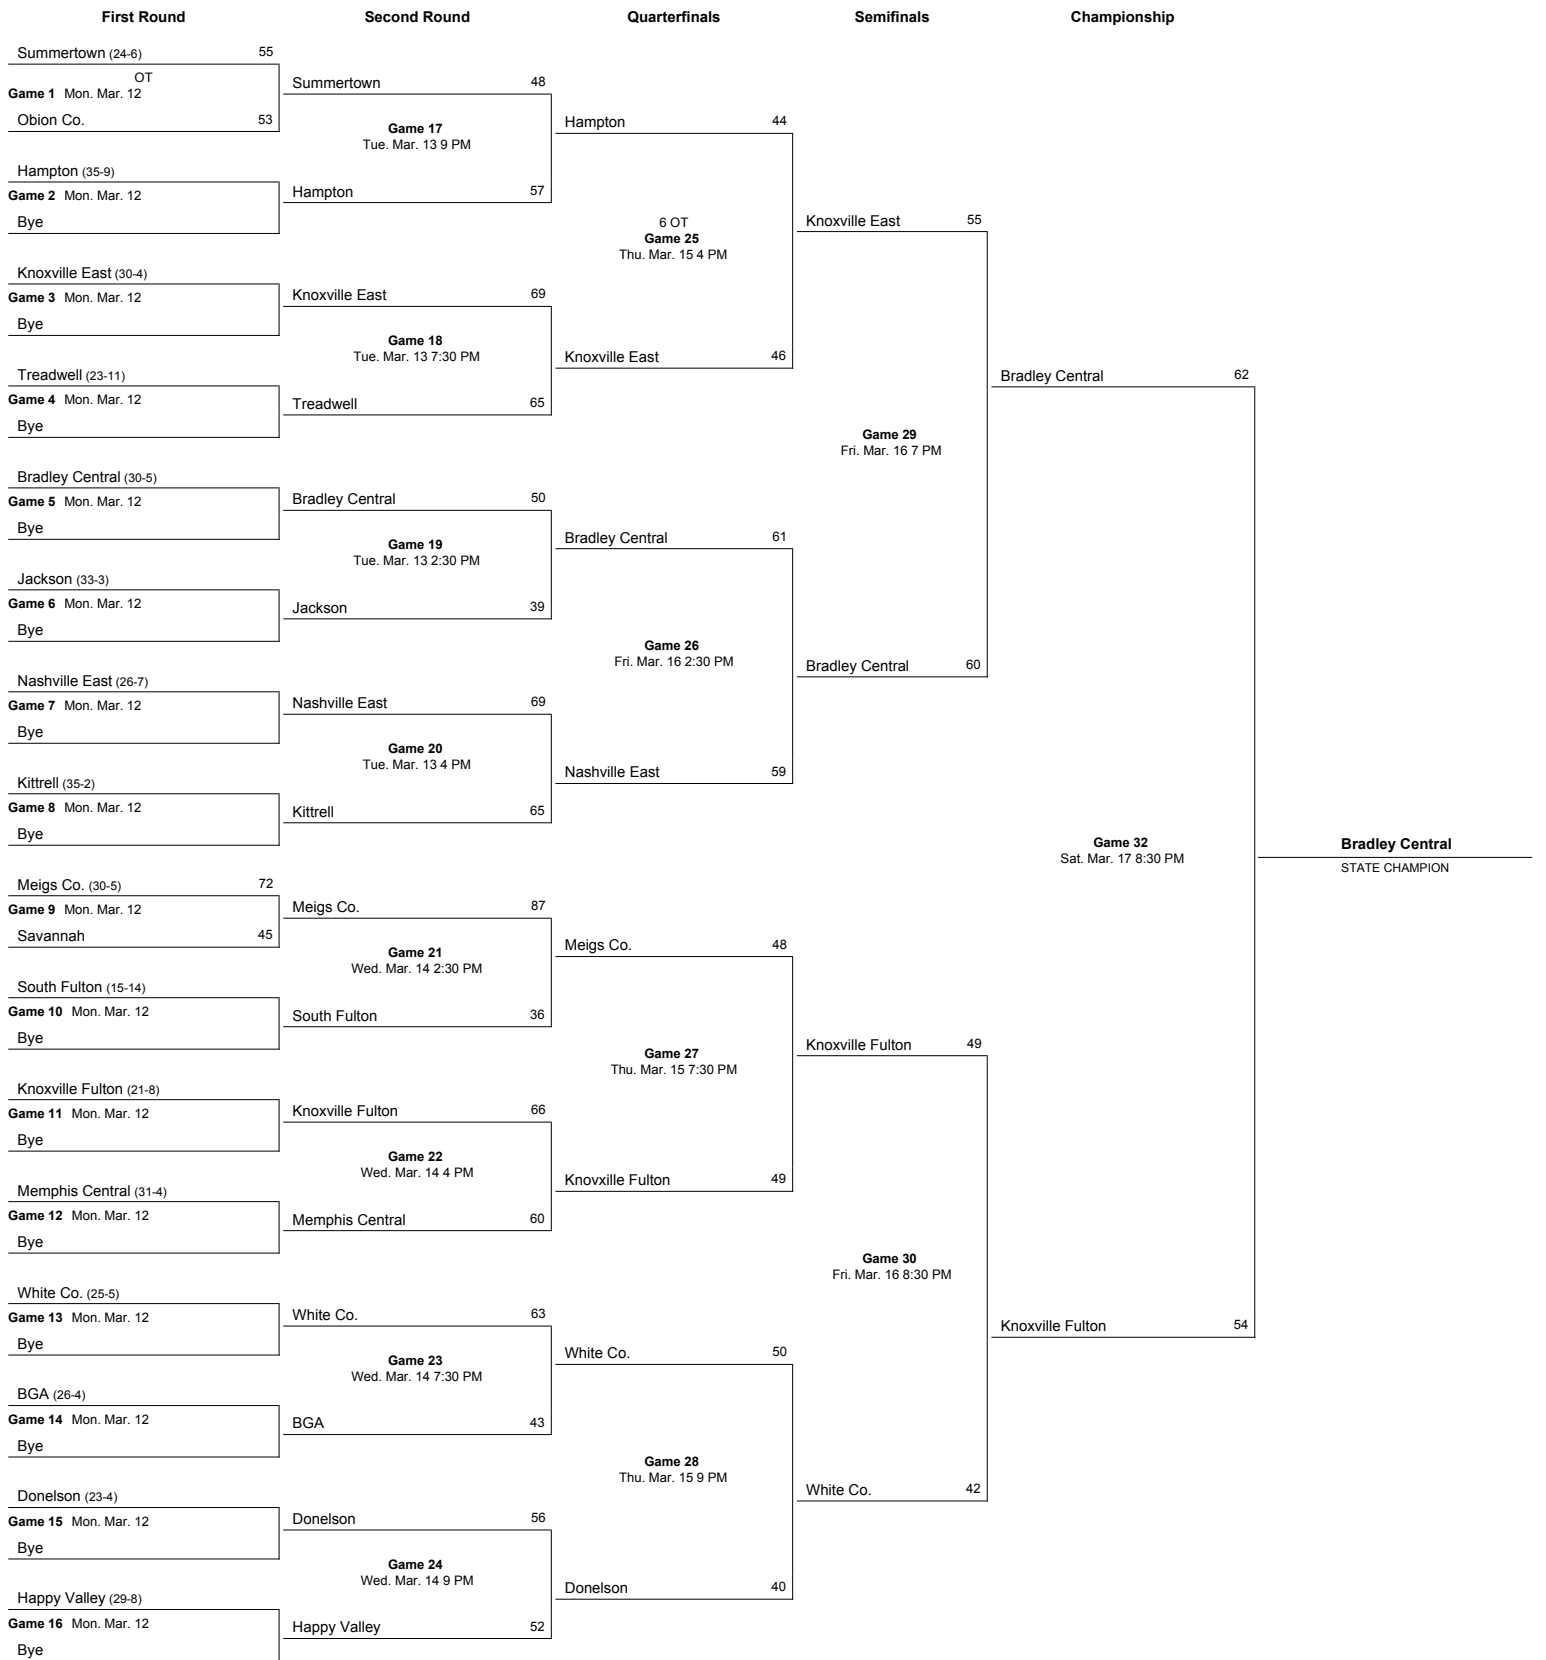 First Round
Second Round
Quarterfinals
Semifinals
Championship
Summertown (24-6) 55
OT
Game 1 Mon. Mar. 12
Obion Co. 53
Hampton (35-9)
Game 2 Mon. Mar. 12
Bye
Knoxville East (30-4)
Game 3 Mon. Mar. 12
Bye
Treadwell (23-11)
Game 4 Mon. Mar. 12
Bye
Bradley Central (30-5)
Game 5 Mon. Mar. 12
Bye
Jackson (33-3)
Game 6 Mon. Mar. 12
Bye
Nashville East (26-7)
Game 7 Mon. Mar. 12
Bye
Kittrell (35-2)
Game 8 Mon. Mar. 12
Bye
Meigs Co. (30-5) 72
Game 9 Mon. Mar. 12
Savannah 45
South Fulton (15-14)
Game 10 Mon. Mar. 12
Bye
Knoxville Fulton (21-8)
Game 11 Mon. Mar. 12
Bye
Memphis Central (31-4)
Game 12 Mon. Mar. 12
Bye
White Co. (25-5)
Game 13 Mon. Mar. 12
Bye
BGA (26-4)
Game 14 Mon. Mar. 12
Bye
Donelson (23-4)
Game 15 Mon. Mar. 12
Bye
Happy Valley (29-8)
Game 16 Mon. Mar. 12
Bye
Summertown 48
Game 17
Tue. Mar. 13 9 PM
Hampton 57
Knoxville East 69
Game 18
Tue. Mar. 13 7:30 PM
Treadwell 65
Bradley Central 50
Game 19
Tue. Mar. 13 2:30 PM
Jackson 39
Nashville East 69
Game 20
Tue. Mar. 13 4 PM
Kittrell 65
Meigs Co. 87
Game 21
Wed. Mar. 14 2:30 PM
South Fulton 36
Knoxville Fulton 66
Game 22
Wed. Mar. 14 4 PM
Memphis Central 60
White Co. 63
Game 23
Wed. Mar. 14 7:30 PM
BGA 43
Donelson 56
Game 24
Wed. Mar. 14 9 PM
Happy Valley 52
Hampton 44
6 OT
Game 25
Thu. Mar. 15 4 PM
Knoxville East 46
Bradley Central 61
Game 26
Fri. Mar. 16 2:30 PM
Nashville East 59
Meigs Co. 48
Game 27
Thu. Mar. 15 7:30 PM
Knovxille Fulton 49
White Co. 50
Game 28
Thu. Mar. 15 9 PM
Donelson 40
Knoxville East 55
Game 29
Fri. Mar. 16 7 PM
Bradley Central 60
Knoxville Fulton 49
Game 30
Fri. Mar. 16 8:30 PM
White Co. 42
Bradley Central 62
Game 32
Sat. Mar. 17 8:30 PM
Knoxville Fulton 54
Bradley Central
STATE CHAMPION